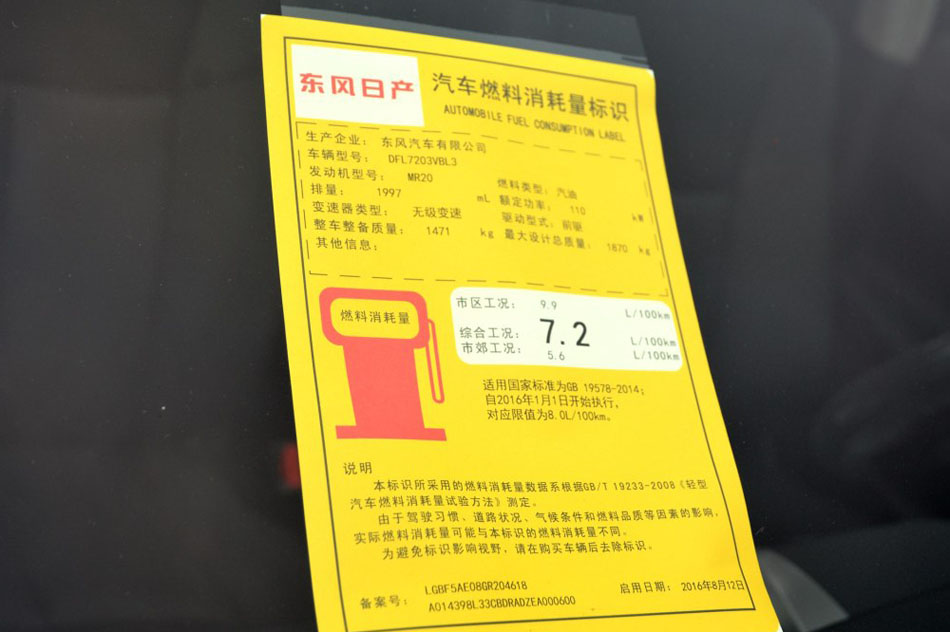 东风日产
汽车燃料消耗量标识
AUTOMOBILE FUEL CONSUMPTION LABEL
生产企业: 东风汽车有限公司
车辆型号: DFL7203VBL3
发动机型号: MR20 燃料类型: 汽油
排量: 1997 mL 额定功率: 110 kW
变速器类型: 无级变速 驱动型式: 前驱
整车整备质量: 1471 kg 最大设计总质量: 1870 kg
其他信息:
燃料消耗量
市区工况: 9.9 L/100km
综合工况: 7.2 L/100km
市郊工况: 5.6 L/100km
适用国家标准为GB 19578-2014;
自2016年1月1日开始执行,
对应限值为8.0L/100km。
说明
本标识所采用的燃料消耗量数据系根据GB/T 19233-2008《轻型
汽车燃料消耗量试验方法》测定。
由于驾驶习惯、道路状况、气候条件和燃料品质等因素的影响,
实际燃料消耗量可能与本标识的燃料消耗量不同。
为避免标识影响视野,请在购买车辆后去除标识。
LGBF5AE08GR204618
备案号: A014398L33CBDRADZEA000600 启用日期: 2016年8月12日